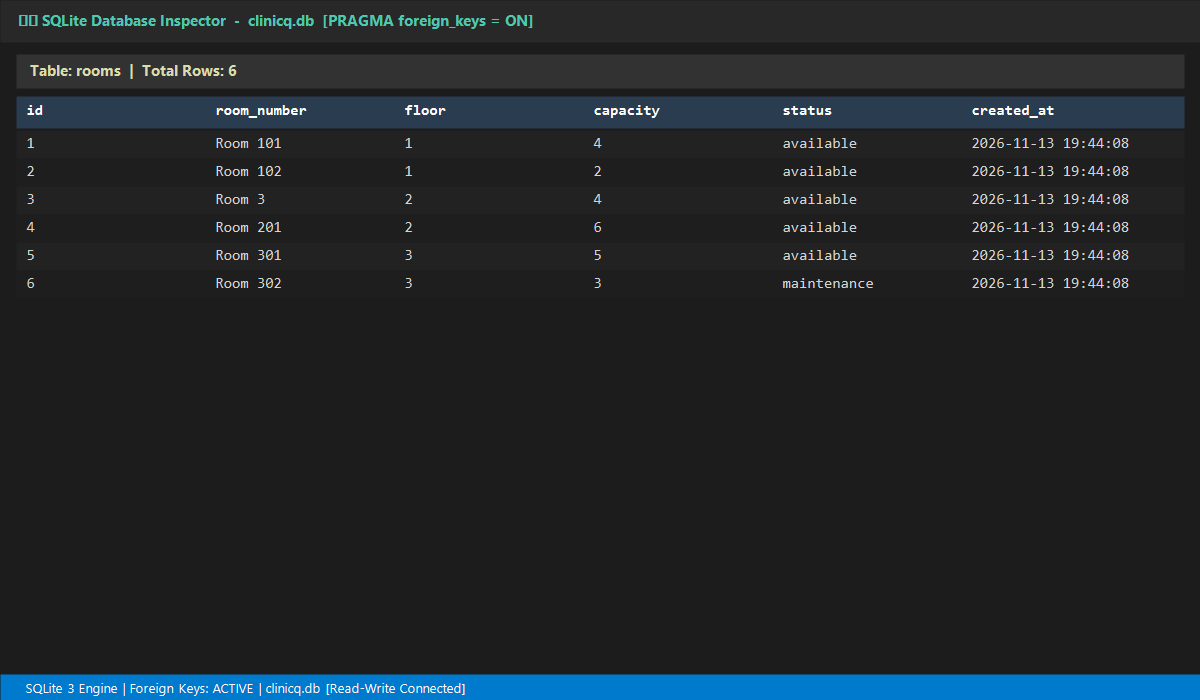 SQLite Database Inspector - clinicq.db [PRAGMA foreign_keys = ON]
Table: rooms | Total Rows: 6
id room_number floor capacity status created_at
1 Room 101 1 4 available 2026-11-13 19:44:08
2 Room 102 1 2 available 2026-11-13 19:44:08
3 Room 3 2 4 available 2026-11-13 19:44:08
4 Room 201 2 6 available 2026-11-13 19:44:08
5 Room 301 3 5 available 2026-11-13 19:44:08
6 Room 302 3 3 maintenance 2026-11-13 19:44:08
SQLite 3 Engine | Foreign Keys: ACTIVE | clinicq.db [Read-Write Connected]